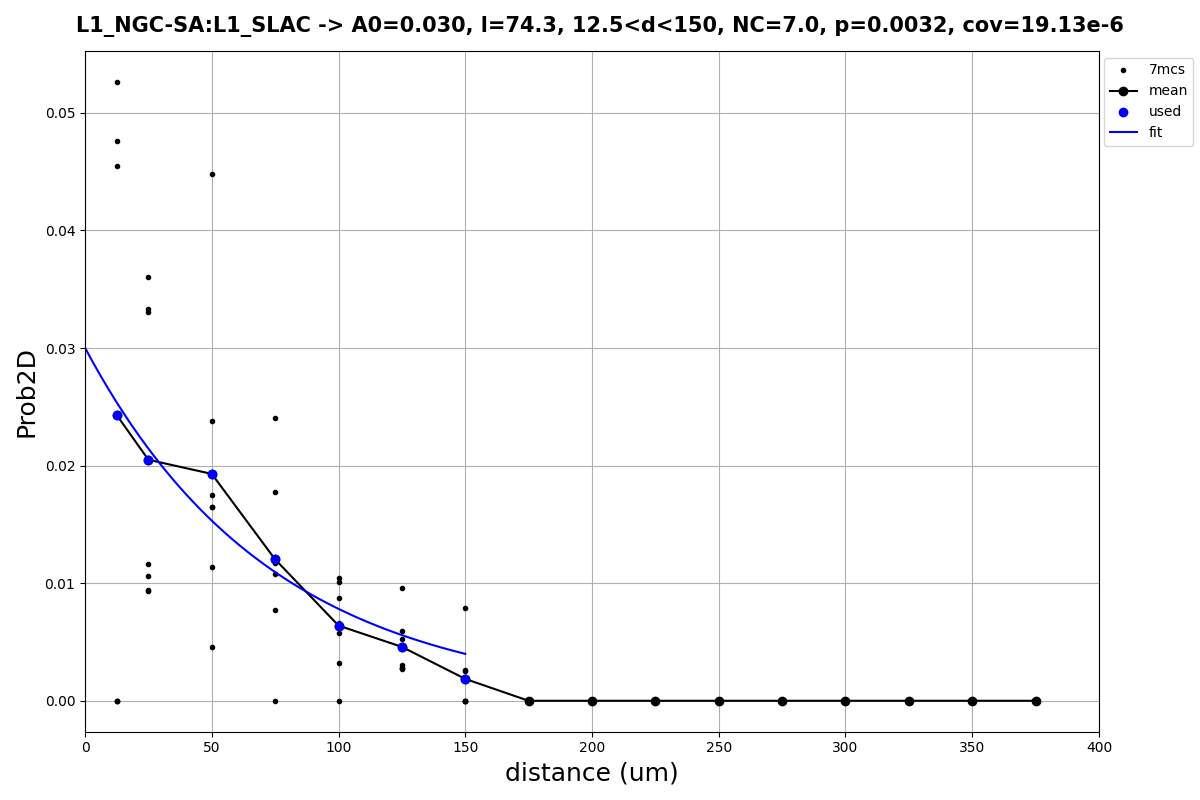 L1_NGC-SA:L1_SLAC -> A0=0.030, l=74.3, 12.5<d<150, NC=7.0, p=0.0032, cov=19.13e-6
7mcs
mean
used
fit
0.05
0.04
0.03
0.02
0.01
0.00
Prob2D
0 50 100 150 200 250 300 350 400
distance (um)